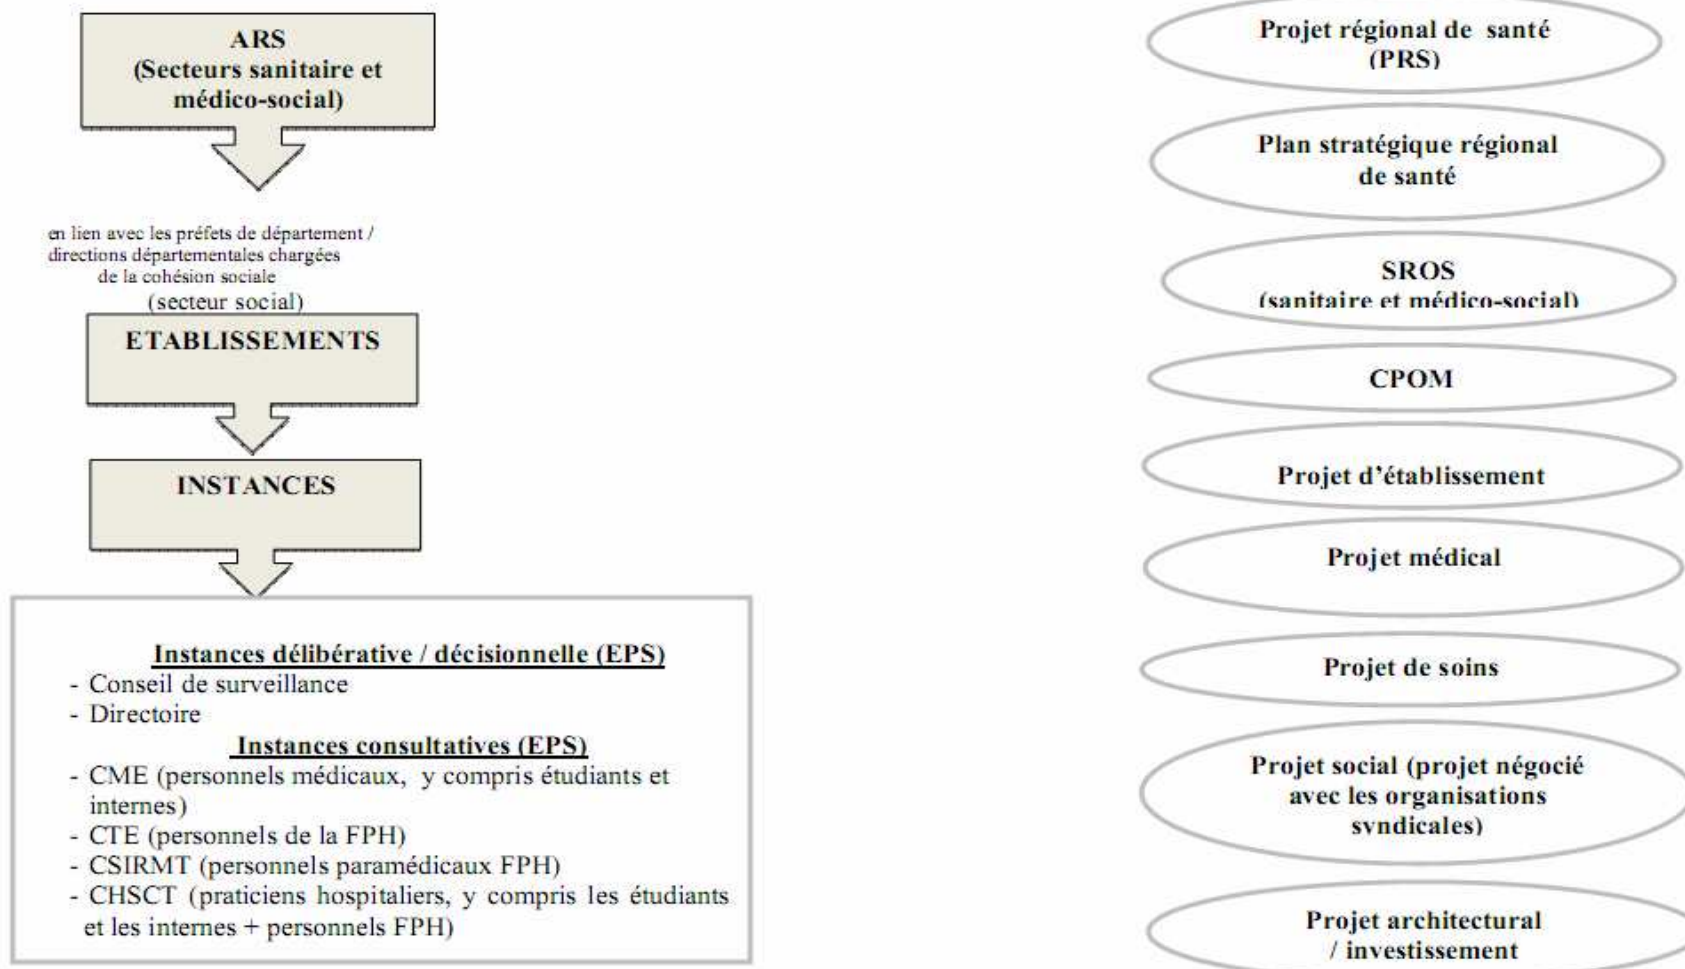 ARS
(Secteurs sanitaire et
médico-social)
en lien avec les préfets de département /
directions départementales chargées
de la cohésion sociale
(secteur social)
ETABLISSEMENTS
INSTANCES
Instances délibérative / décisionnelle (EPS)
- Conseil de surveillance
- Directoire
Instances consultatives (EPS)
- CME (personnels médicaux, y compris étudiants et
internes)
- CTE (personnels de la FPH)
- CSIRMT (personnels paramédicaux FPH)
- CHSCT (praticiens hospitaliers, y compris les étudiants
et les internes + personnels FPH)
Projet régional de santé
(PRS)
Plan stratégique régional
de santé
SROS
(sanitaire et médico-social)
CPOM
Projet d'établissement
Projet médical
Projet de soins
Projet social (projet négocié
avec les organisations
syndicales)
Projet architectural
/ investissement